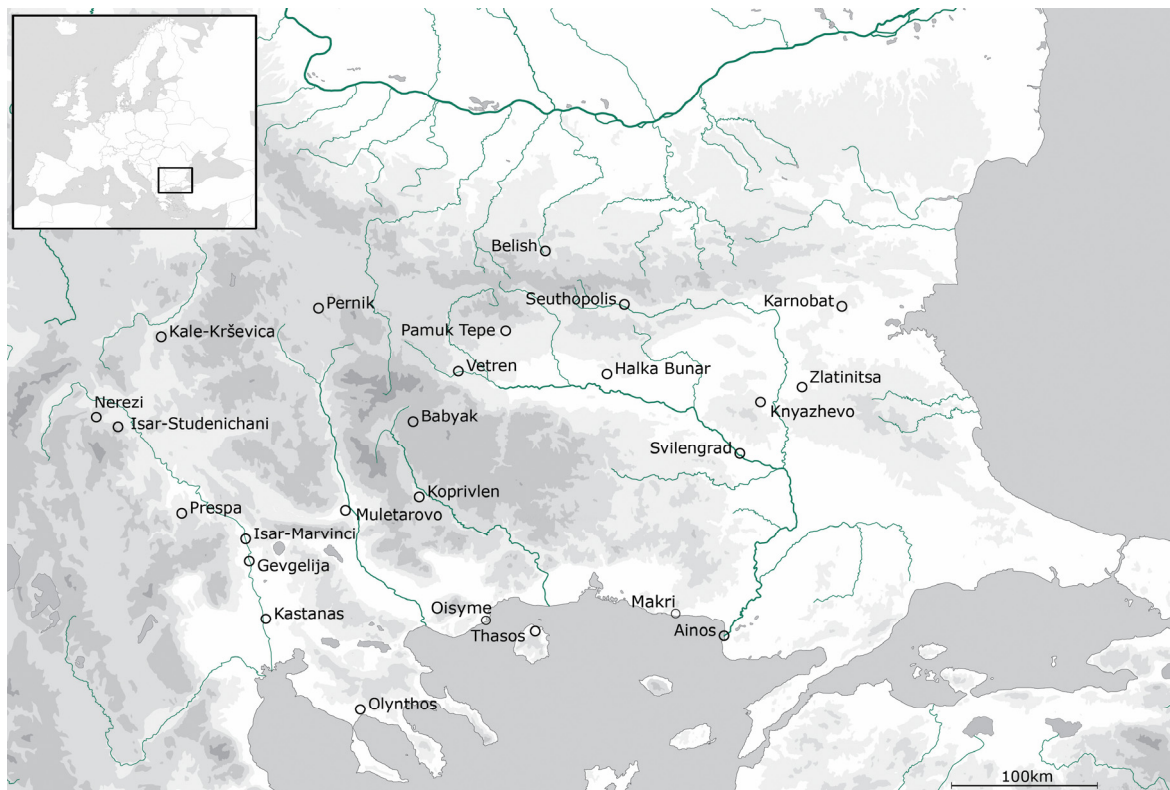 Belish
Seuthopolis
Karnobat
Pernik
Pamuk Tepe
Kale-Krševica
Vetren
Halka Bunar
Zlatinitsa
Nerezi
Knyazhevo
Babyak
Isar-Studenichani
Svilengrad
Koprivlen
Prespa
Muletarovo
Isar-Marvinci
Gevgelija
Makri
Oisyme
Kastanas
Ainos
Thasos
Olynthos
100km